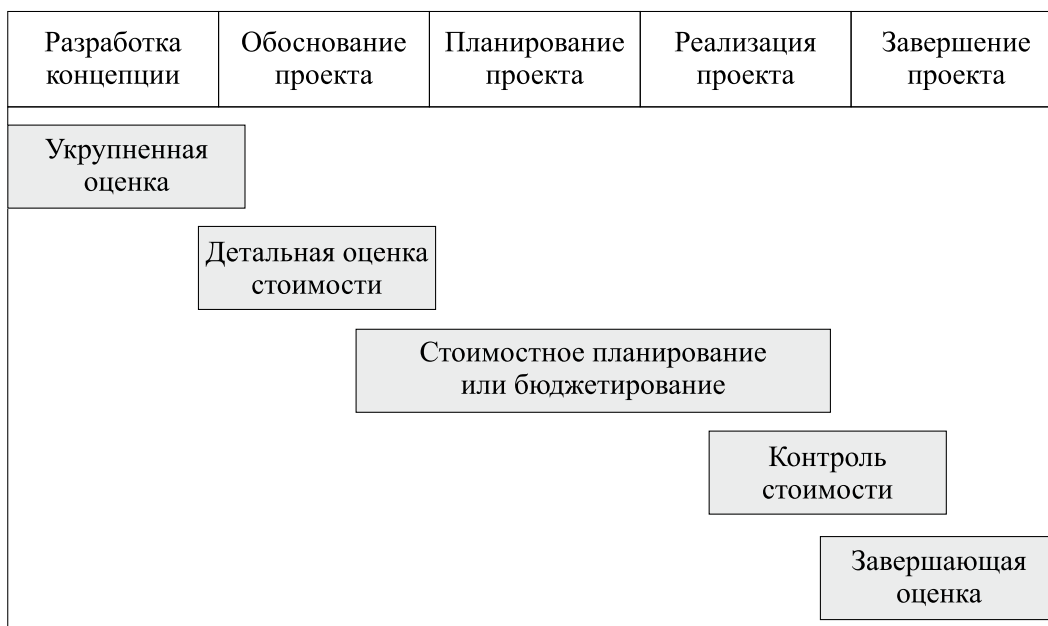 Разработка
концепции
Обоснование
проекта
Планирование
проекта
Реализация
проекта
Завершение
проекта
Укрупненная
оценка
Детальная оценка
стоимости
Стоимостное планирование
или бюджетирование
Контроль
стоимости
Завершающая
оценка